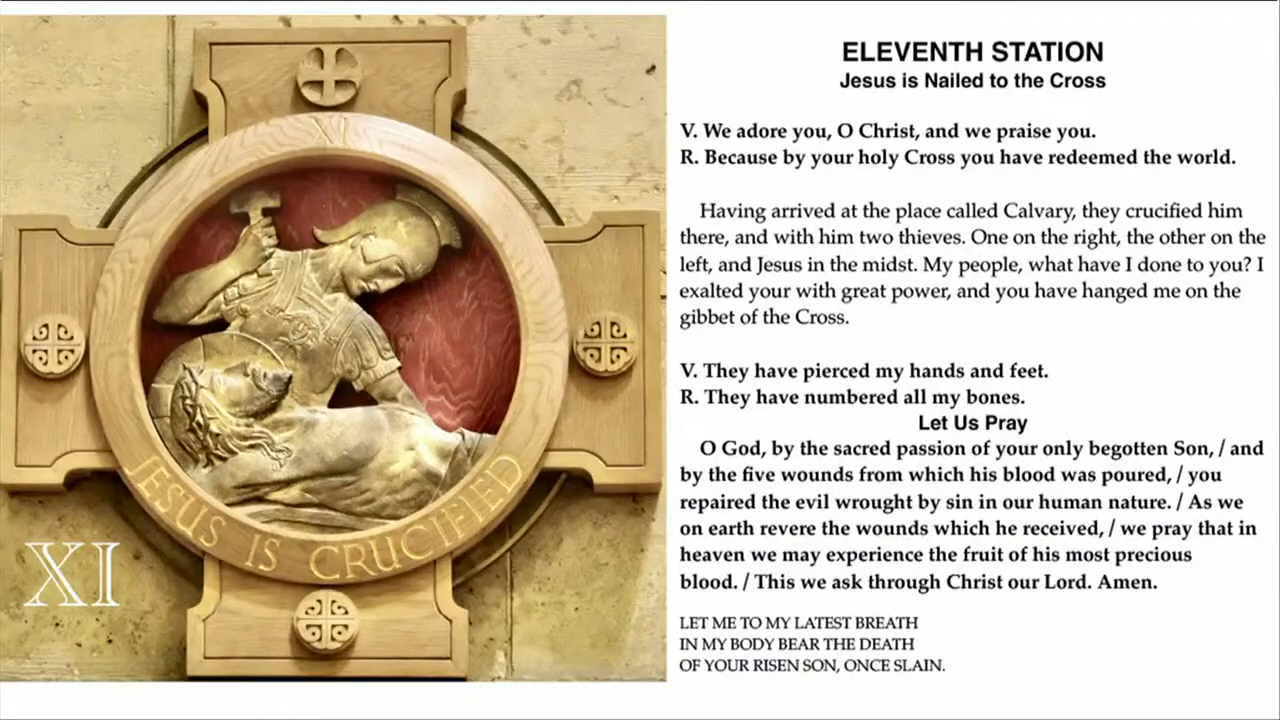 XI
JESUS IS CRUCIFIED
XI
ELEVENTH STATION
Jesus is Nailed to the Cross
V. We adore you, O Christ, and we praise you.
R. Because by your holy Cross you have redeemed the world.
Having arrived at the place called Calvary, they crucified him
there, and with him two thieves. One on the right, the other on the
left, and Jesus in the midst. My people, what have I done to you? I
exalted your with great power, and you have hanged me on the
gibbet of the Cross.
V. They have pierced my hands and feet.
R. They have numbered all my bones.
Let Us Pray
O God, by the sacred passion of your only begotten Son, / and
by the five wounds from which his blood was poured, / you
repaired the evil wrought by sin in our human nature. / As we
on earth revere the wounds which he received, / we pray that in
heaven we may experience the fruit of his most precious
blood. / This we ask through Christ our Lord. Amen.
LET ME TO MY LATEST BREATH
IN MY BODY BEAR THE DEATH
OF YOUR RISEN SON, ONCE SLAIN.